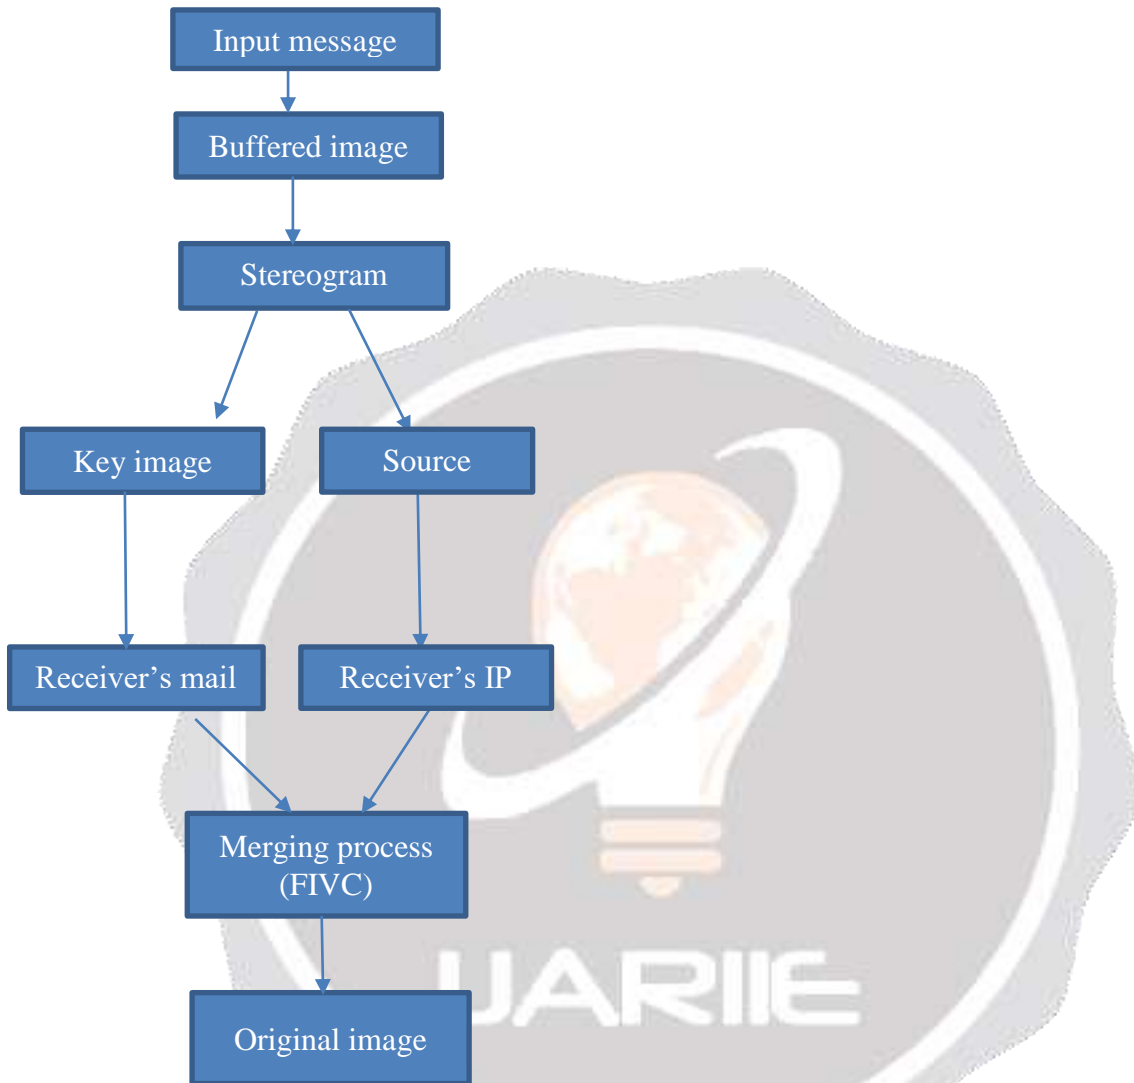 Input message
Buffered image
Stereogram
Key image
Source
Receiver’s mail
Receiver’s IP
Merging process
(FIVC)
Original image
IJARIIE